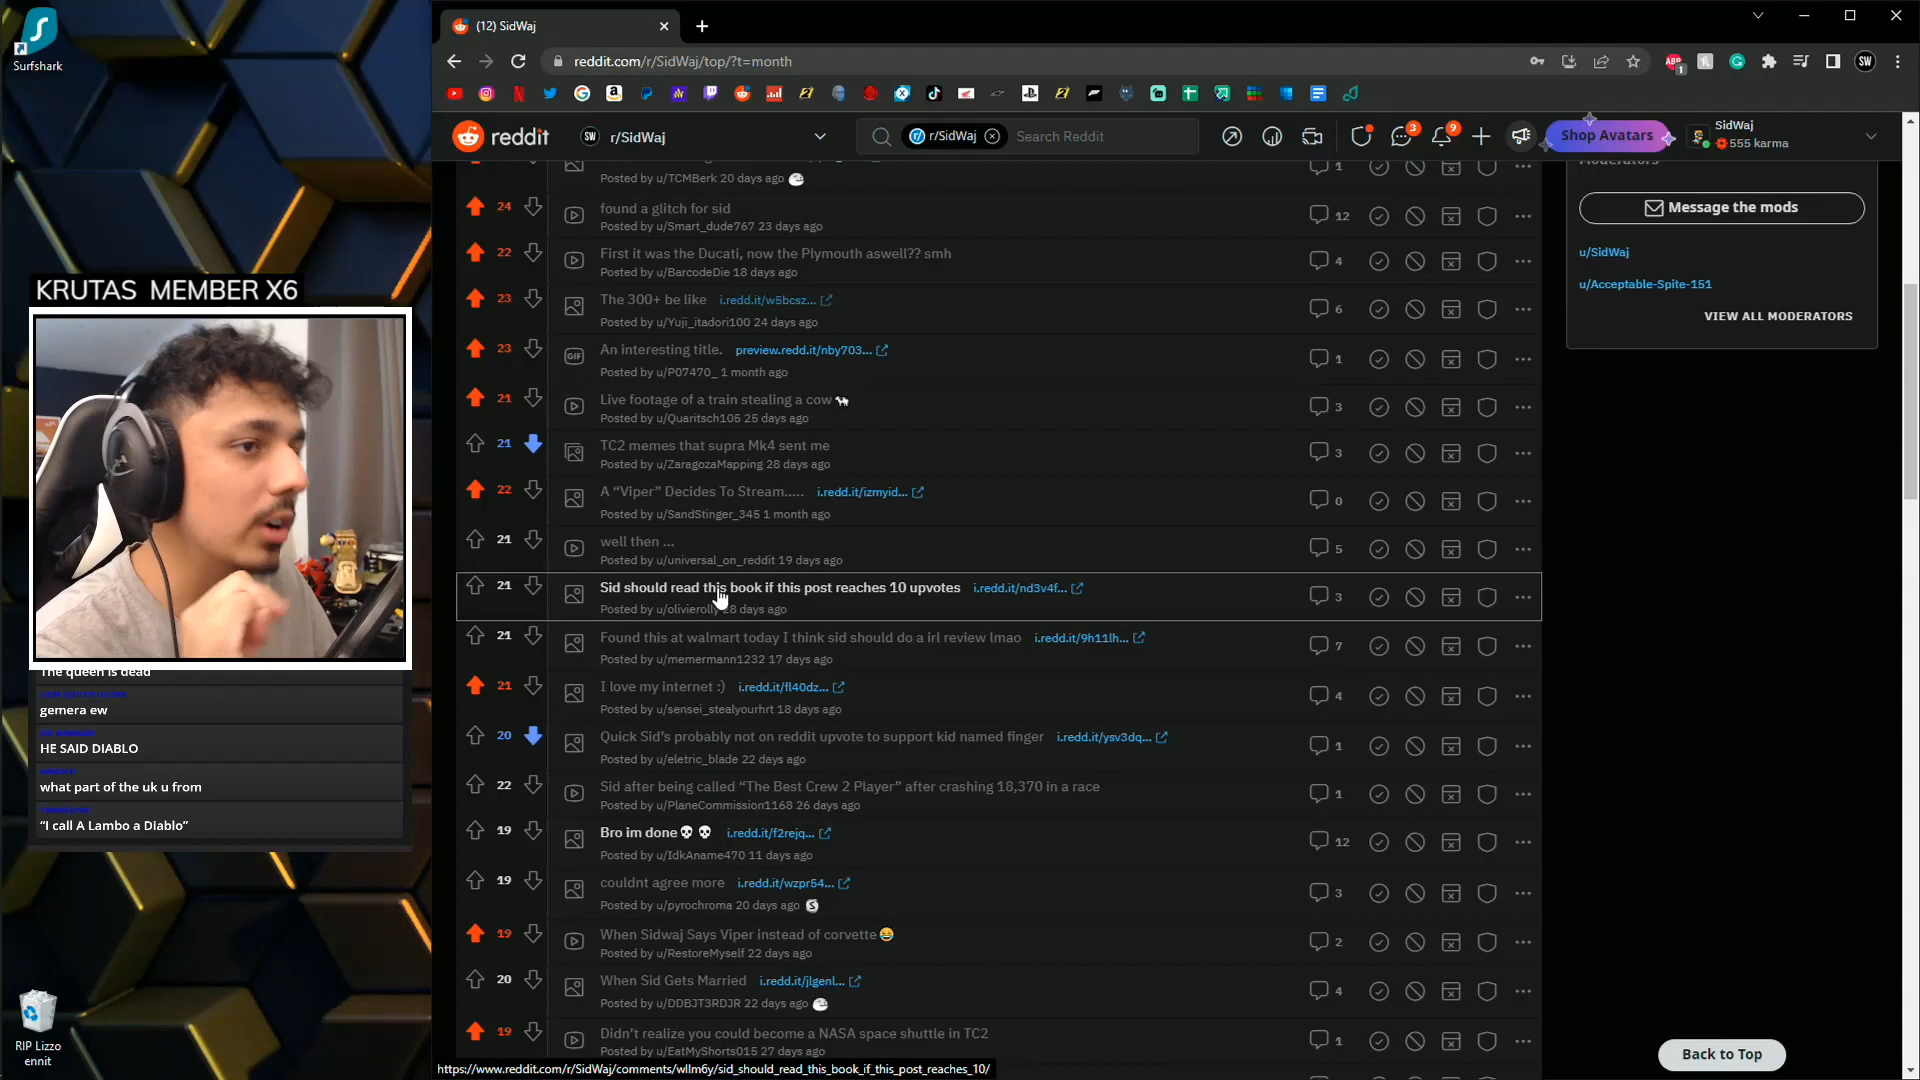 Surfshark
(12) SidWaj
reddit.com/r/SidWaj/top/?t=month
SW
reddit
SW
r/SidWaj
r/SidWaj
Search Reddit
3
9
Shop Avatars
SidWaj
555 karma
Posted by u/TCMBerk 20 days ago
1
Message the mods
u/SidWaj
u/Acceptable-Spite-151
VIEW ALL MODERATORS
24
found a glitch for sid
Posted by u/Smart_dude767 23 days ago
12
22
First it was the Ducati, now the Plymouth aswell?? smh
Posted by u/BarcodeDie 18 days ago
4
23
The 300+ be like i.redd.it/w5bcsz...
Posted by u/Yuji_itadori100 24 days ago
6
23
GIF
An interesting title. preview.redd.it/nby703...
Posted by u/P07470_ 1 month ago
1
21
Live footage of a train stealing a cow🐄
Posted by u/Quaritsch105 25 days ago
3
21
TC2 memes that supra Mk4 sent me
Posted by u/ZaragozaMapping 28 days ago
3
22
A “Viper” Decides To Stream..... i.redd.it/izmyid...
Posted by u/SandStinger_345 1 month ago
0
21
well then ...
Posted by u/universal_on_reddit 19 days ago
5
21
Sid should read this book if this post reaches 10 upvotes i.redd.it/nd3v4f...
Posted by u/olivierolly 28 days ago
3
21
Found this at walmart today I think sid should do a irl review lmao i.redd.it/9h11lh...
Posted by u/memermann1232 17 days ago
7
21
I love my internet :) i.redd.it/fl40dz...
Posted by u/sensei_stealyourhrt 18 days ago
4
20
Quick Sid’s probably not on reddit upvote to support kid named finger i.redd.it/ysv3dq...
Posted by u/eletric_blade 22 days ago
1
22
Sid after being called “The Best Crew 2 Player” after crashing 18,370 in a race
Posted by u/PlaneCommission1168 26 days ago
1
19
Bro im done💀 💀 i.redd.it/f2rejq...
Posted by u/IdkAname470 11 days ago
12
19
couldnt agree more i.redd.it/wzpr54...
Posted by u/pyrochroma 20 days ago
3
19
When Sidwaj Says Viper instead of corvette😂
Posted by u/RestoreMyself 22 days ago
2
20
When Sid Gets Married i.redd.it/jlgenl...
Posted by u/DDBJT3RDJR 22 days ago
4
19
Didn’t realize you could become a NASA space shuttle in TC2
Posted by u/EatMyShorts015 27 days ago
1
Back to Top
https://www.reddit.com/r/SidWaj/comments/wllm6y/sid_should_read_this_book_if_this_post_reaches_10/
KRUTAS MEMBER X6
The queen is dead
gemera ew
HE SAID DIABLO
what part of the uk u from
“I call A Lambo a Diablo”
RIP Lizzo
ennit